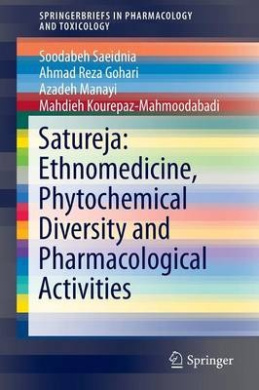 SPRINGERBRIEFS IN PHARMACOLOGY
AND TOXICOLOGY
Soodabeh Saeidnia
Ahmad Reza Gohari
Azadeh Manayi
Mahdieh Kourepaz-Mahmoodabadi
Satureja:
Ethnomedicine,
Phytochemical
Diversity and
Pharmacological
Activities
Springer